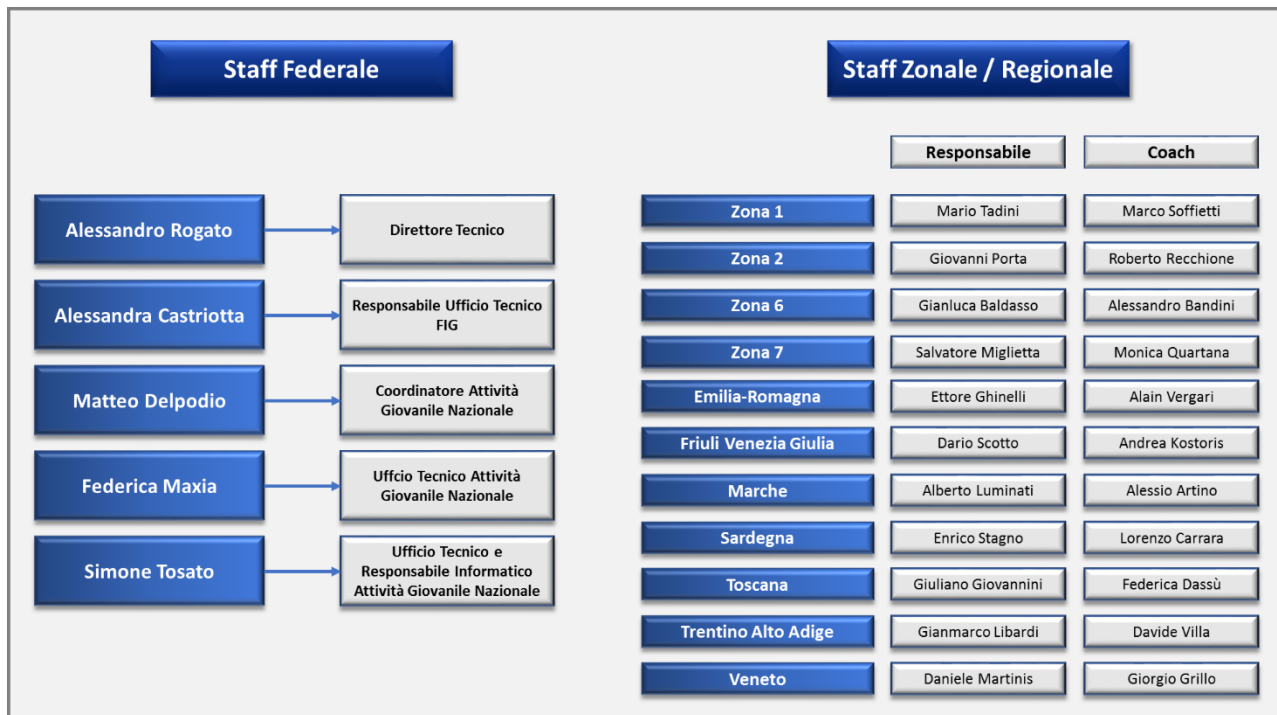 Staff Federale
Alessandro Rogato
Direttore Tecnico
Alessandra Castriotta
Responsabile Ufficio Tecnico
FIG
Matteo Delpodio
Coordinatore Attività
Giovanile Nazionale
Federica Maxia
Uffcio Tecnico Attività
Giovanile Nazionale
Simone Tosato
Ufficio Tecnico e
Responsabile Informatico
Attività Giovanile Nazionale
Staff Zonale / Regionale
Responsabile Coach
Zona 1 Mario Tadini Marco Soffietti
Zona 2 Giovanni Porta Roberto Recchione
Zona 6 Gianluca Baldasso Alessandro Bandini
Zona 7 Salvatore Miglietta Monica Quartana
Emilia-Romagna Ettore Ghinelli Alain Vergari
Friuli Venezia Giulia Dario Scotto Andrea Kostoris
Marche Alberto Luminati Alessio Artino
Sardegna Enrico Stagno Lorenzo Carrara
Toscana Giuliano Giovannini Federica Dassù
Trentino Alto Adige Gianmarco Libardi Davide Villa
Veneto Daniele Martinis Giorgio Grillo